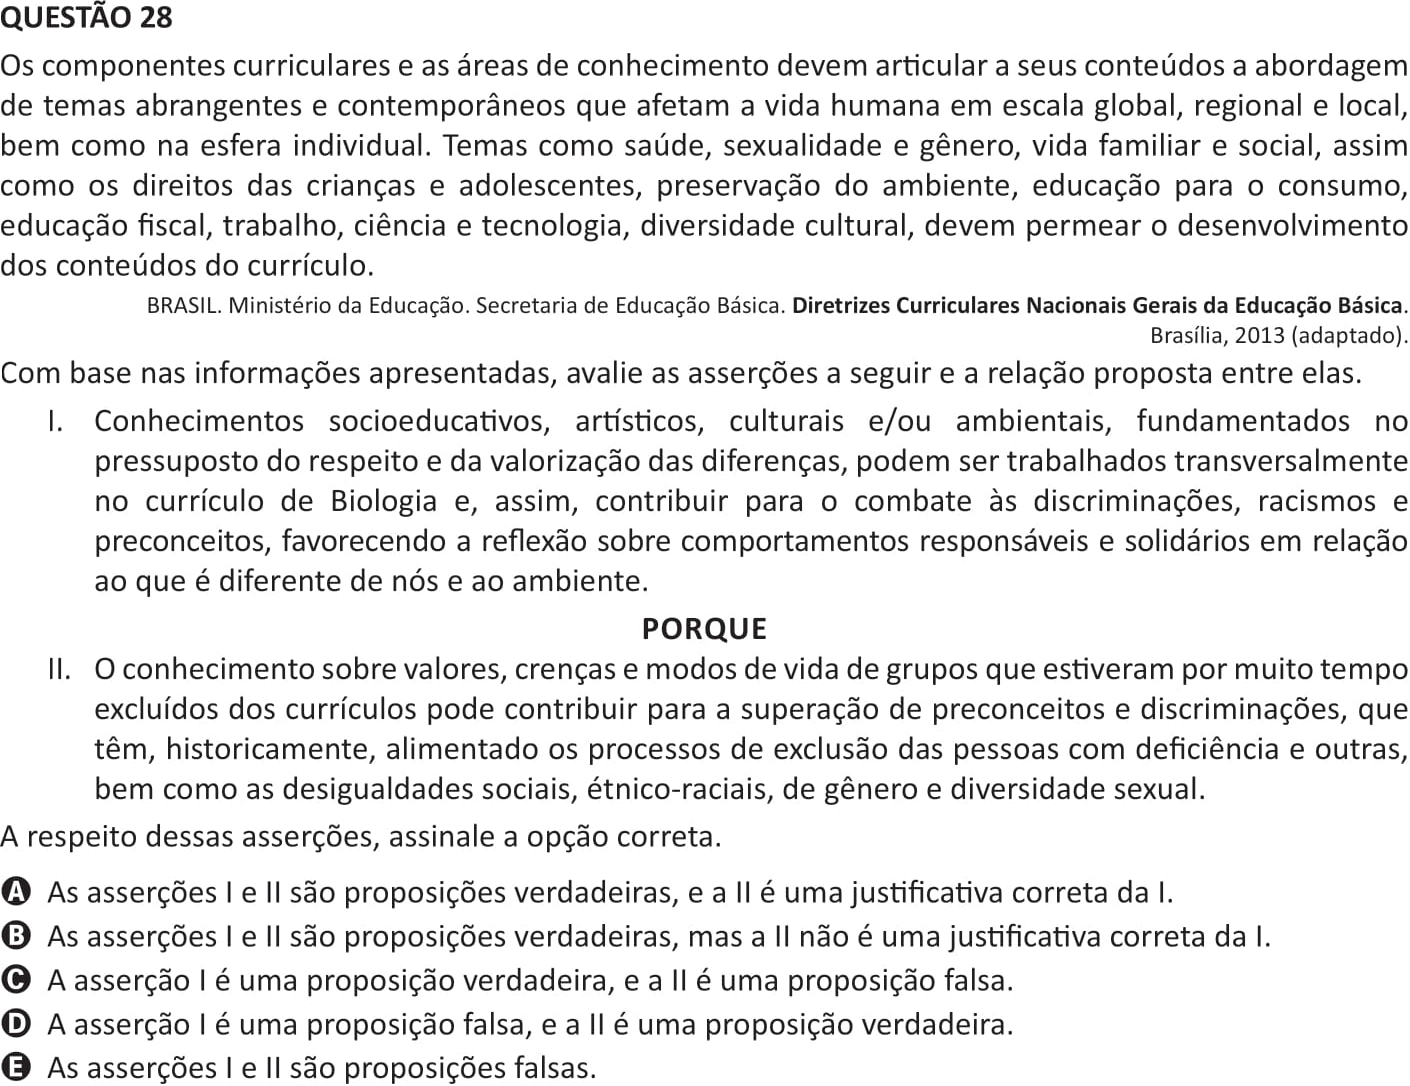 QUESTÃO 28
Os componentes curriculares e as áreas de conhecimento devem articular a seus conteúdos a abordagem
de temas abrangentes e contemporâneos que afetam a vida humana em escala global, regional e local,
bem como na esfera individual. Temas como saúde, sexualidade e gênero, vida familiar e social, assim
como os direitos das crianças e adolescentes, preservação do ambiente, educação para o consumo,
educação fiscal, trabalho, ciência e tecnologia, diversidade cultural, devem permear o desenvolvimento
dos conteúdos do currículo.
BRASIL. Ministério da Educação. Secretaria de Educação Básica. Diretrizes Curriculares Nacionais Gerais da Educação Básica.
Brasília, 2013 (adaptado).
Com base nas informações apresentadas, avalie as asserções a seguir e a relação proposta entre elas.
I. Conhecimentos socioeducativos, artísticos, culturais e/ou ambientais, fundamentados no
pressuposto do respeito e da valorização das diferenças, podem ser trabalhados transversalmente
no currículo de Biologia e, assim, contribuir para o combate às discriminações, racismos e
preconceitos, favorecendo a reflexão sobre comportamentos responsáveis e solidários em relação
ao que é diferente de nós e ao ambiente.
PORQUE
II. O conhecimento sobre valores, crenças e modos de vida de grupos que estiveram por muito tempo
excluídos dos currículos pode contribuir para a superação de preconceitos e discriminações, que
têm, historicamente, alimentado os processos de exclusão das pessoas com deficiência e outras,
bem como as desigualdades sociais, étnico-raciais, de gênero e diversidade sexual.
A respeito dessas asserções, assinale a opção correta.
A As asserções I e II são proposições verdadeiras, e a II é uma justificativa correta da I.
B As asserções I e II são proposições verdadeiras, mas a II não é uma justificativa correta da I.
C A asserção I é uma proposição verdadeira, e a II é uma proposição falsa.
D A asserção I é uma proposição falsa, e a II é uma proposição verdadeira.
E As asserções I e II são proposições falsas.